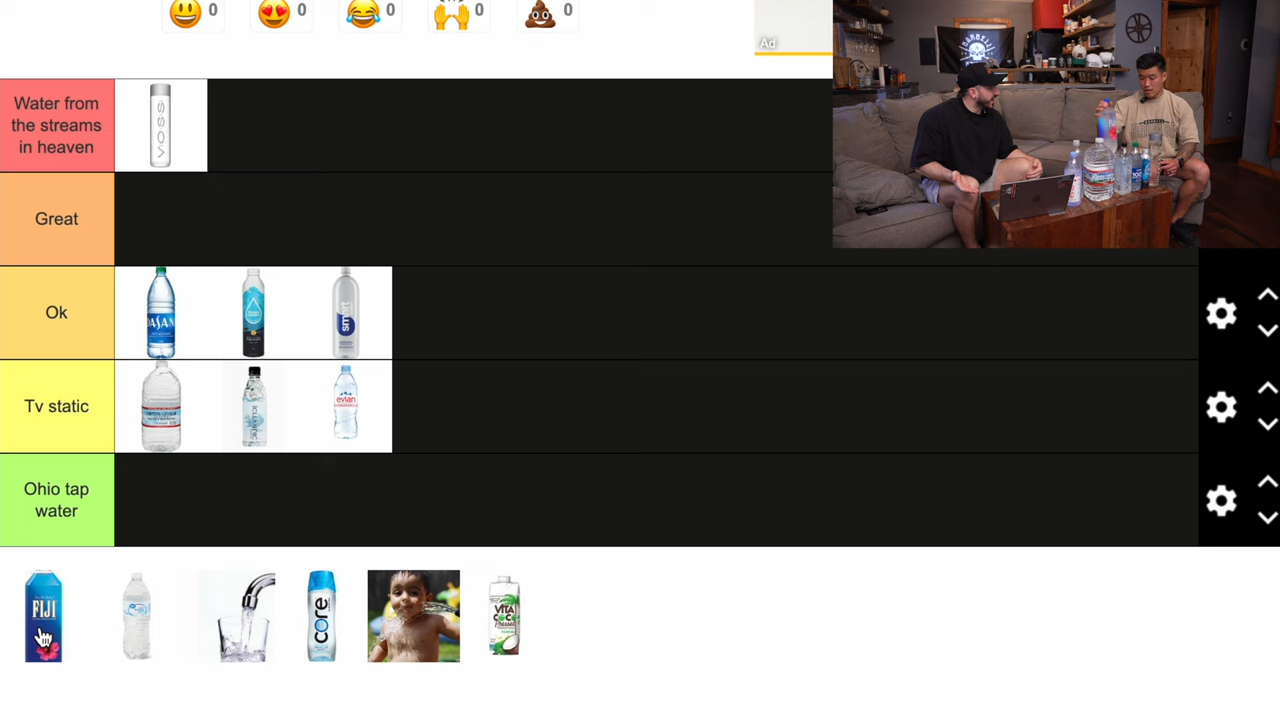 0
0
0
0
0
Ad
Water from
the streams
in heaven
VOSS
Great
Ok
DASANI
smart
Tv static
evian
Ohio tap
water
FIJI
core
VITA
COCO
Pressed